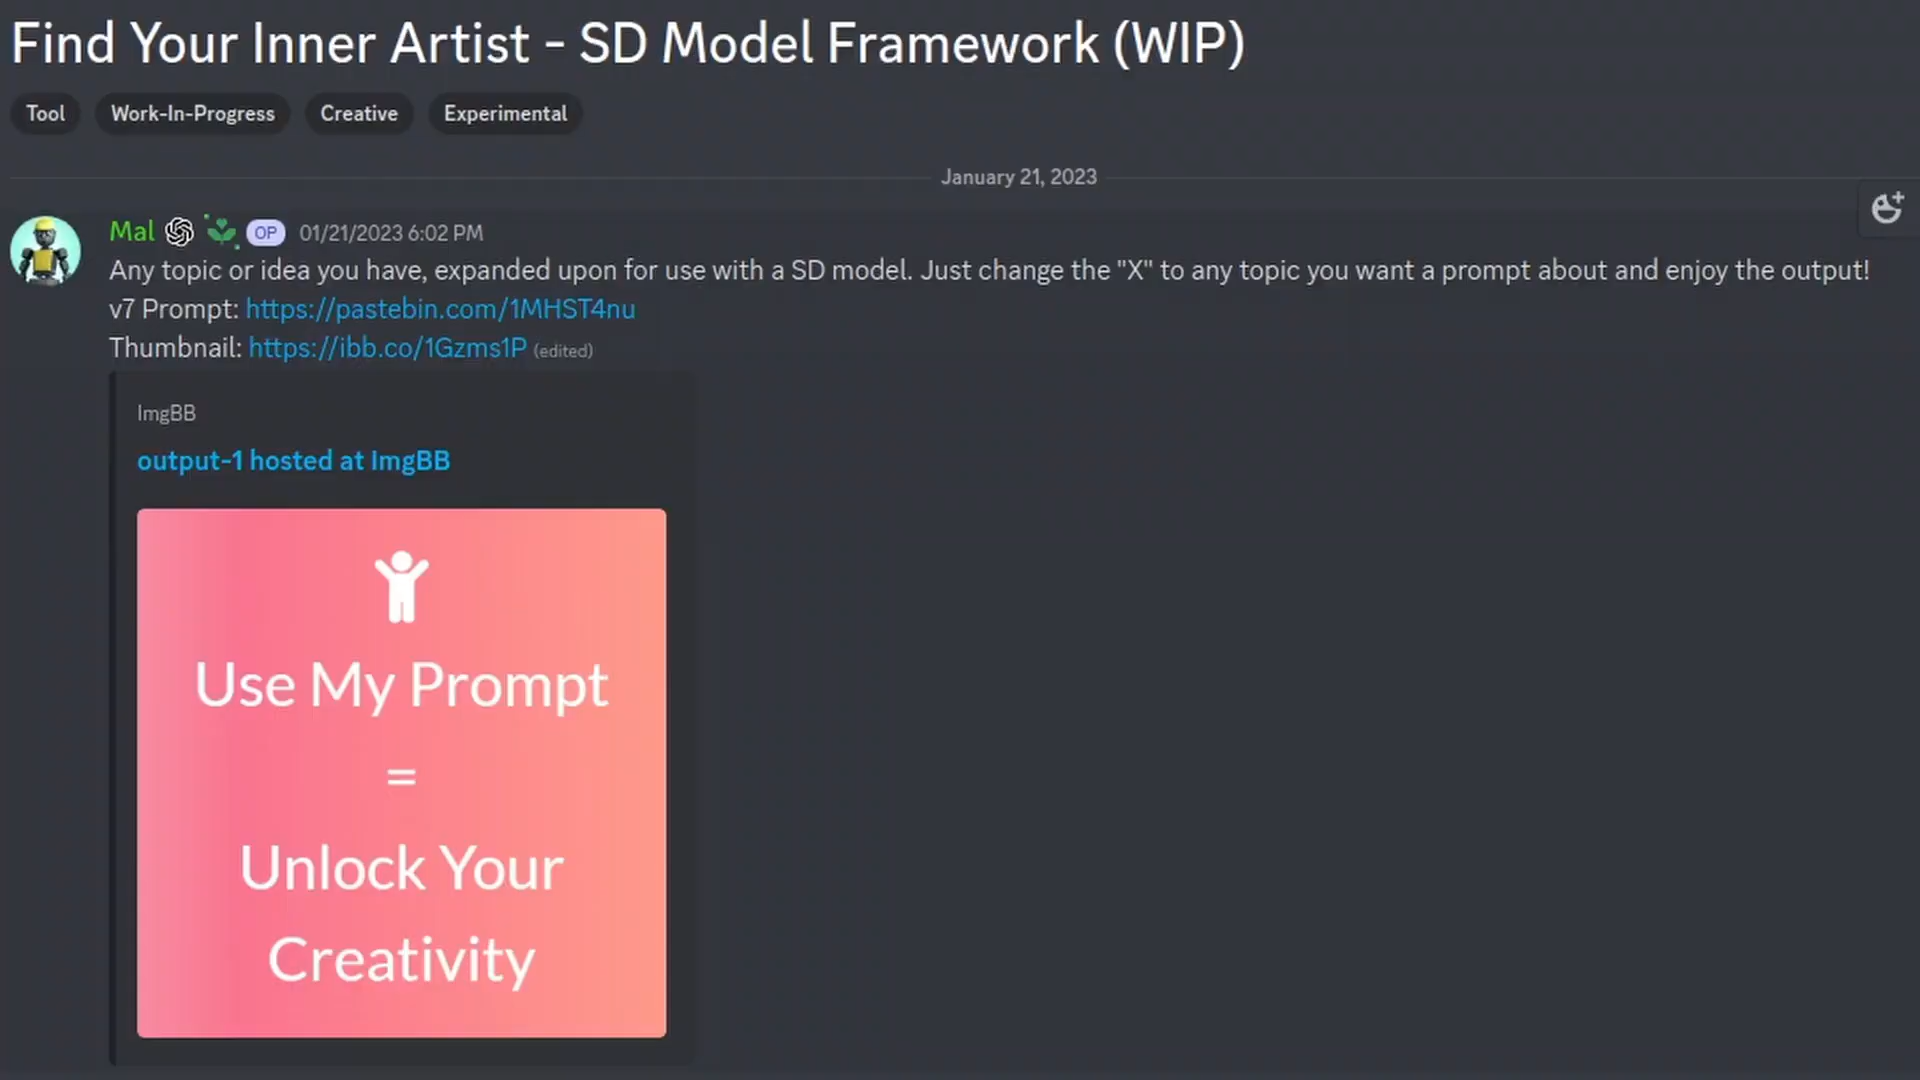 Find Your Inner Artist - SD Model Framework (WIP)
Tool Work-In-Progress Creative Experimental
January 21, 2023
Mal OP 01/21/2023 6:02 PM
Any topic or idea you have, expanded upon for use with a SD model. Just change the "X" to any topic you want a prompt about and enjoy the output!
v7 Prompt: https://pastebin.com/1MHST4nu
Thumbnail: https://ibb.co/1Gzms1P (edited)
ImgBB
output-1 hosted at ImgBB
Use My Prompt
=
Unlock Your
Creativity